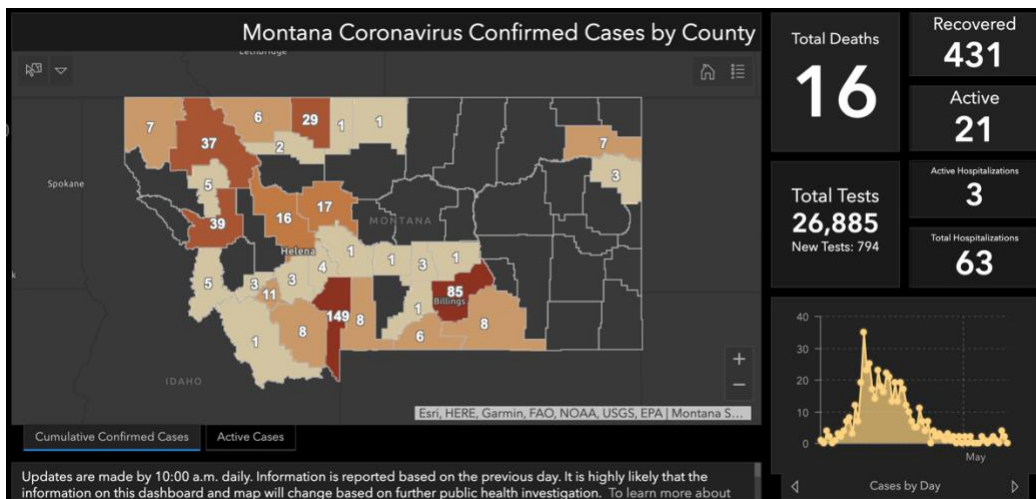 Montana Coronavirus Confirmed Cases by County
Spokane
MONTANA
Helena
Billings
IDAHO
7
6
29
1
1
2
37
5
39
16
17
7
3
1
1
3
1
5
3
3
4
11
85
1
149
8
8
6
8
1
Esri, HERE, Garmin, FAO, NOAA, USGS, EPA | Montana S...
Cumulative Confirmed Cases
Active Cases
Updates are made by 10:00 a.m. daily. Information is reported based on the previous day. It is highly likely that the
information on this dashboard and map will change based on further public health investigation. To learn more about
Total Deaths
16
Recovered
431
Active
21
Total Tests
26,885
New Tests: 794
Active Hospitalizations
3
Total Hospitalizations
63
40
30
20
10
0
May
Cases by Day